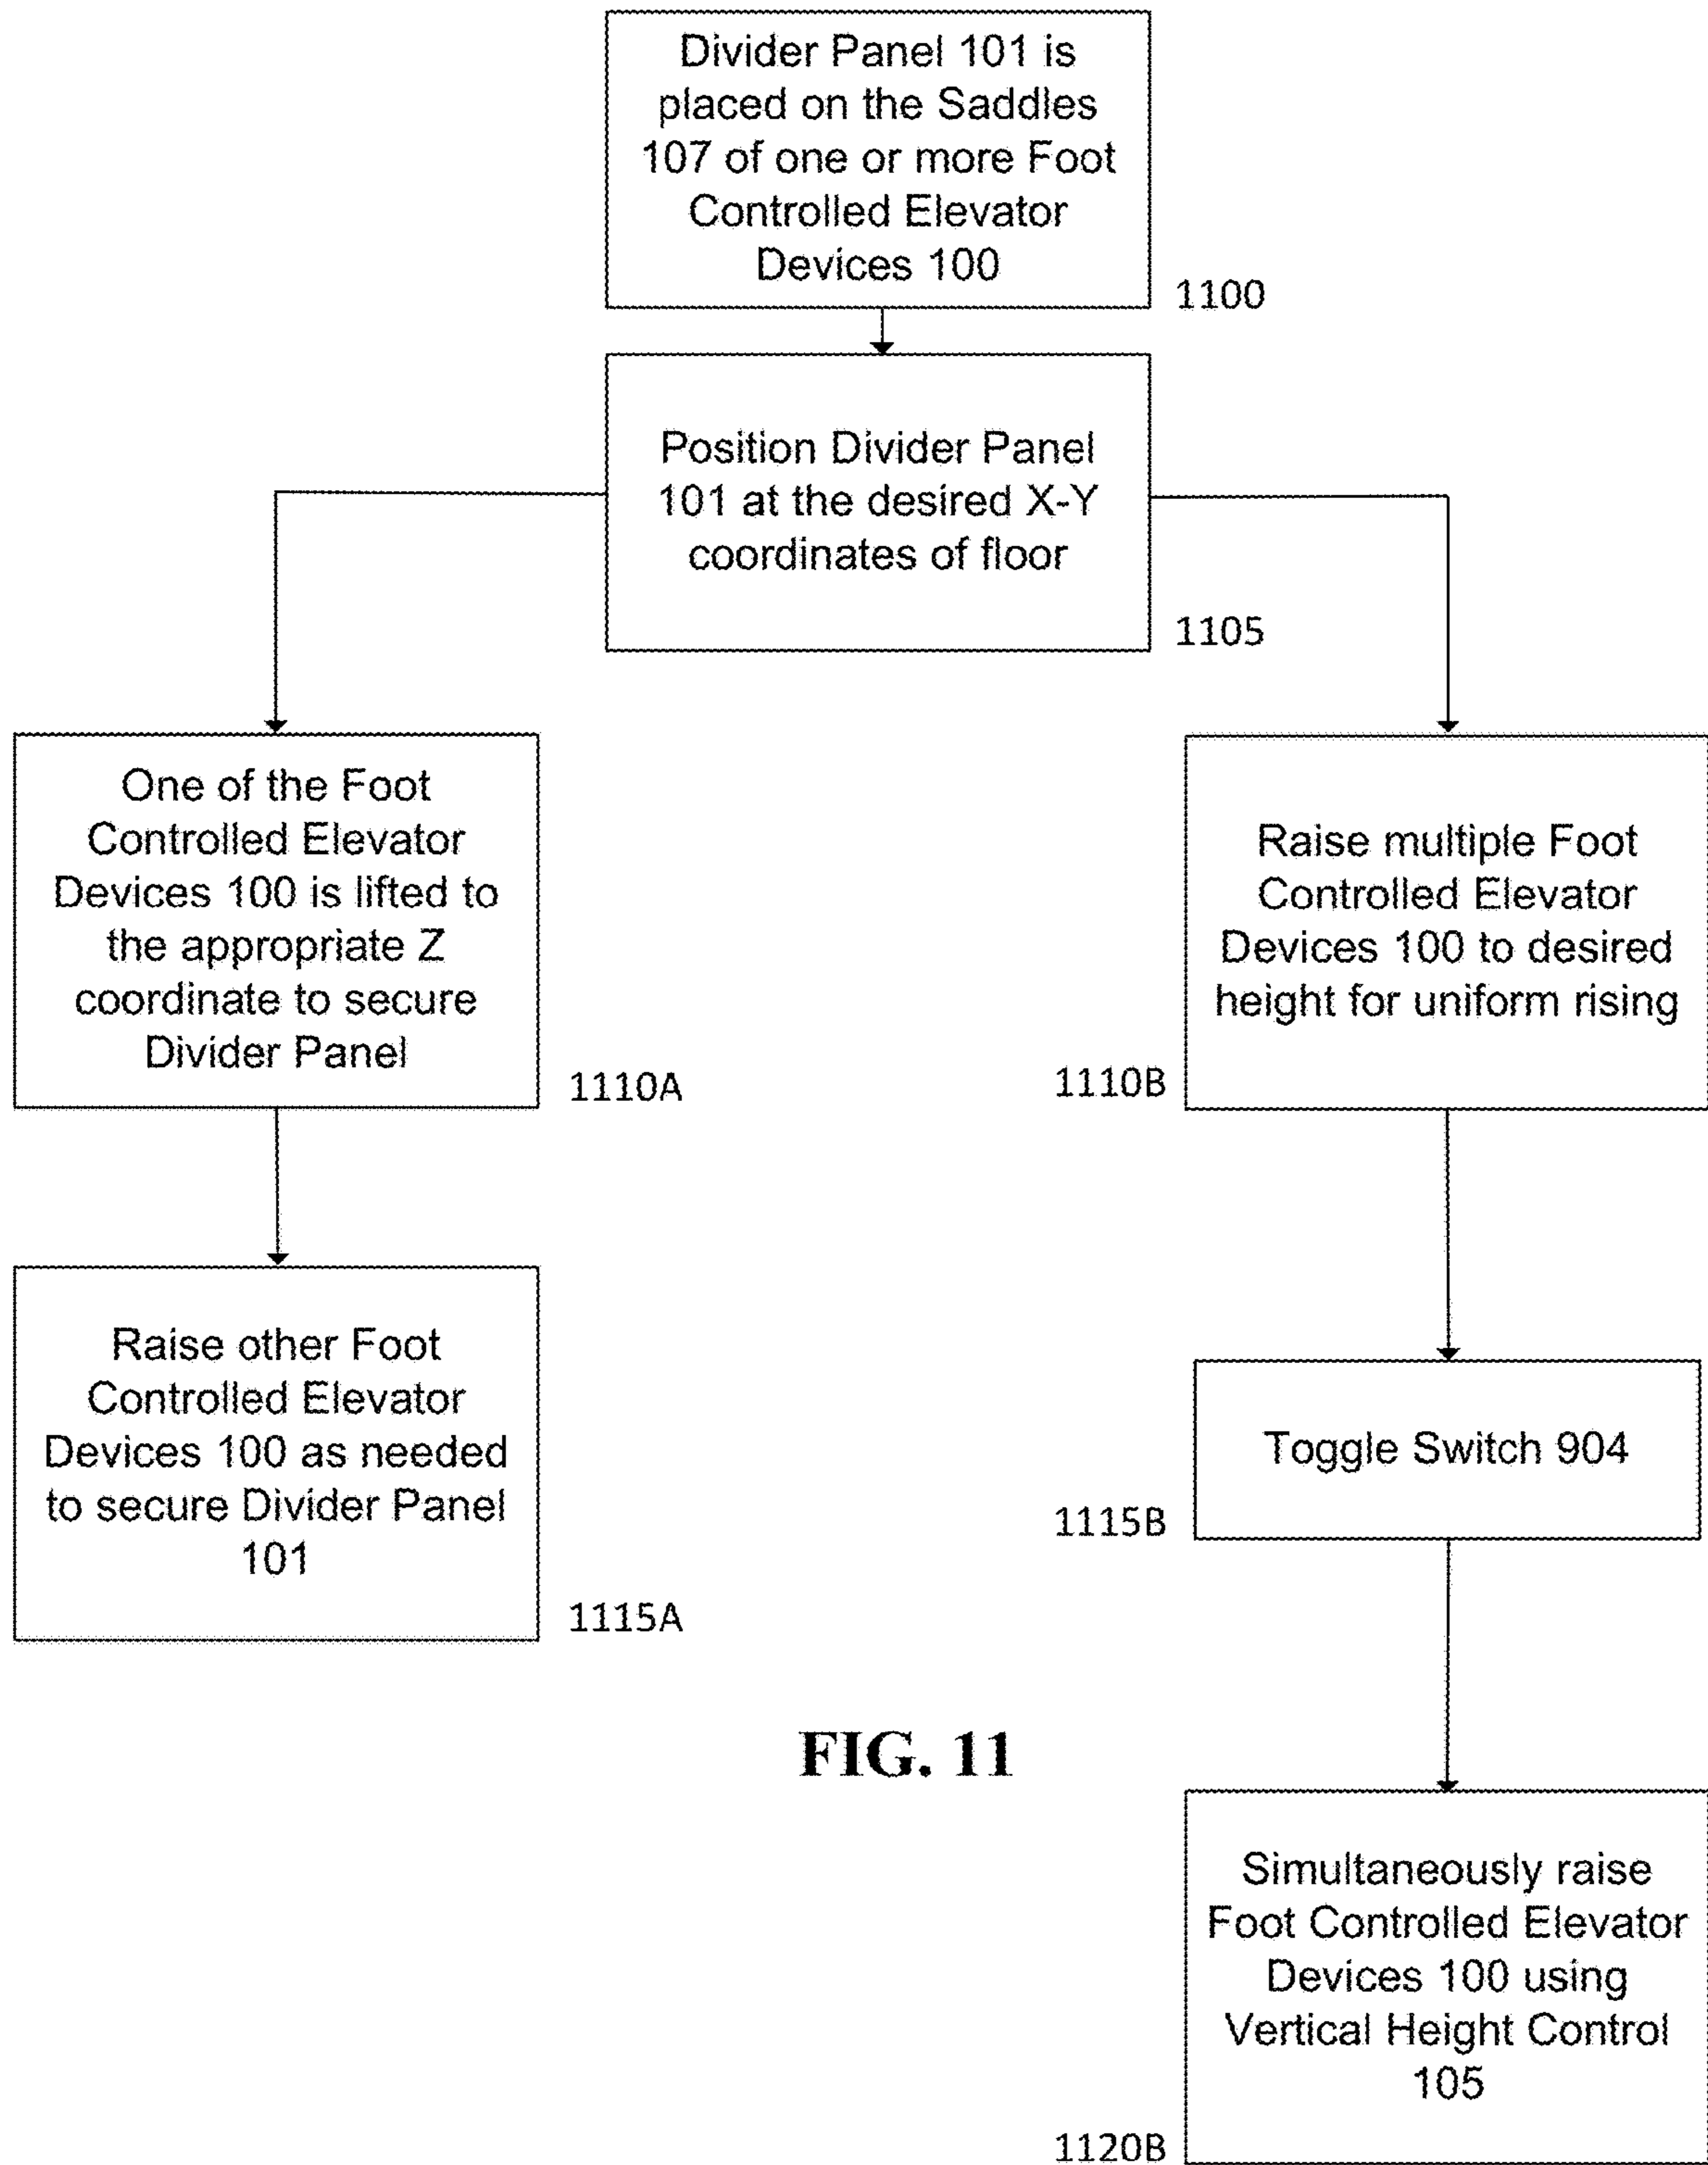 Divider Panel 101 is
placed on the Saddles
107 of one or more Foot
Controlled Elevator
Devices 100
1100
Position Divider Panel
101 at the desired X-Y
coordinates of floor
1105
One of the Foot
Controlled Elevator
Devices 100 is lifted to
the appropriate Z
coordinate to secure
Divider Panel
1110A
Raise other Foot
Controlled Elevator
Devices 100 as needed
to secure Divider Panel
101
1115A
Raise multiple Foot
Controlled Elevator
Devices 100 to desired
height for uniform rising
1110B
Toggle Switch 904
1115B
Simultaneously raise
Foot Controlled Elevator
Devices 100 using
Vertical Height Control
105
1120B
FIG. 11